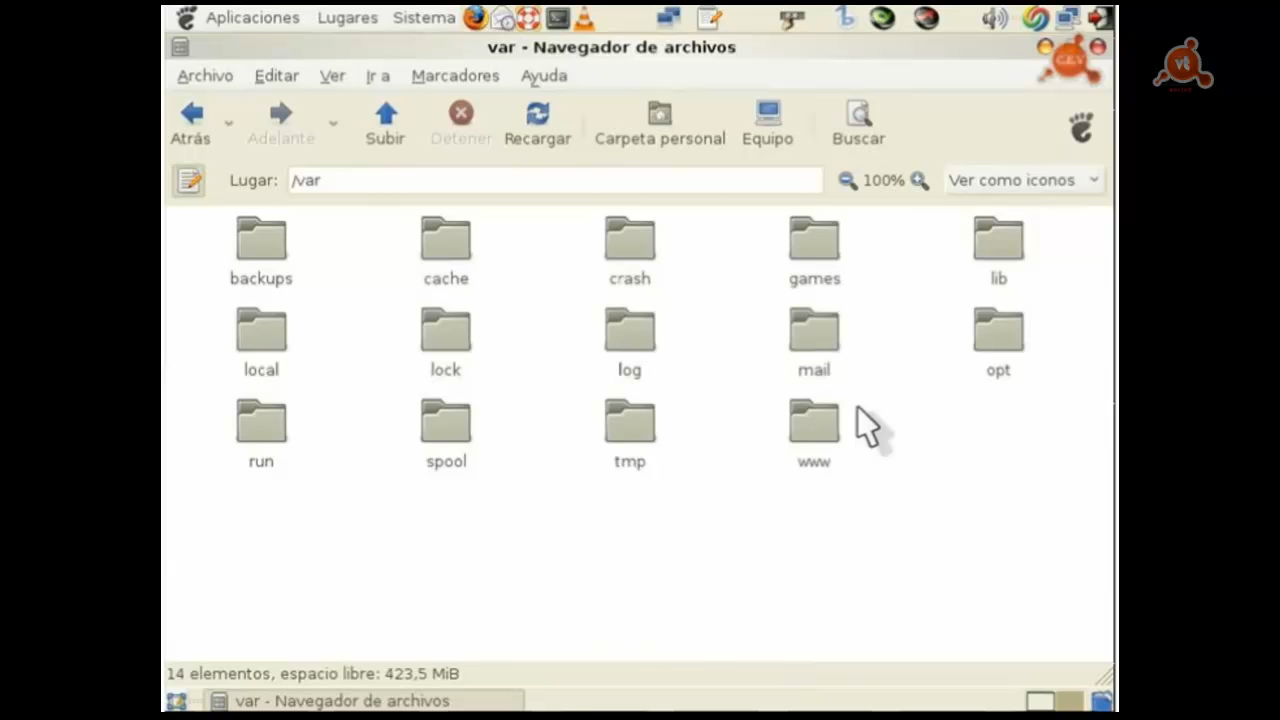 Aplicaciones Lugares Sistema
var - Navegador de archivos
Archivo Editar Ver Ir a Marcadores Ayuda
Atrás Adelante Subir Detener Recargar Carpeta personal Equipo Buscar
Lugar: /var 100% Ver como iconos
backups cache crash games lib
local lock log mail opt
run spool tmp www
14 elementos, espacio libre: 423,5 MiB
var - Navegador de archivos
vt